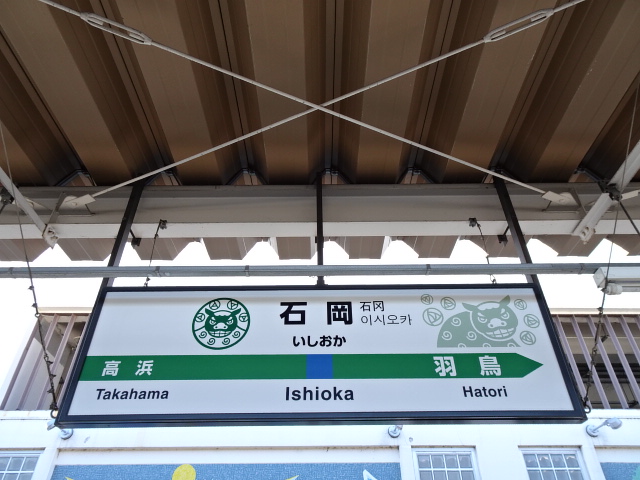 石岡 石冈
이시오카
いしおか
高浜 羽鳥
Takahama Ishioka Hatori